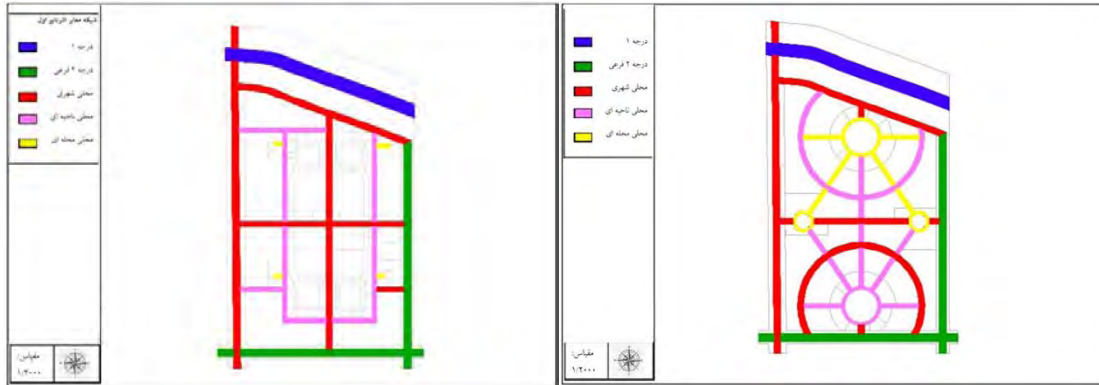 شبکه معابر آلترناتیو اول
درجه ۱
درجه ۲ فرعی
محلی شهری
محلی ناحیه ای
محلی محله ای
مقیاس:
۱/۲۰۰۰
درجه ۱
درجه ۲ فرعی
محلی شهری
محلی ناحیه ای
محلی محله ای
مقیاس:
۱/۲۰۰۰